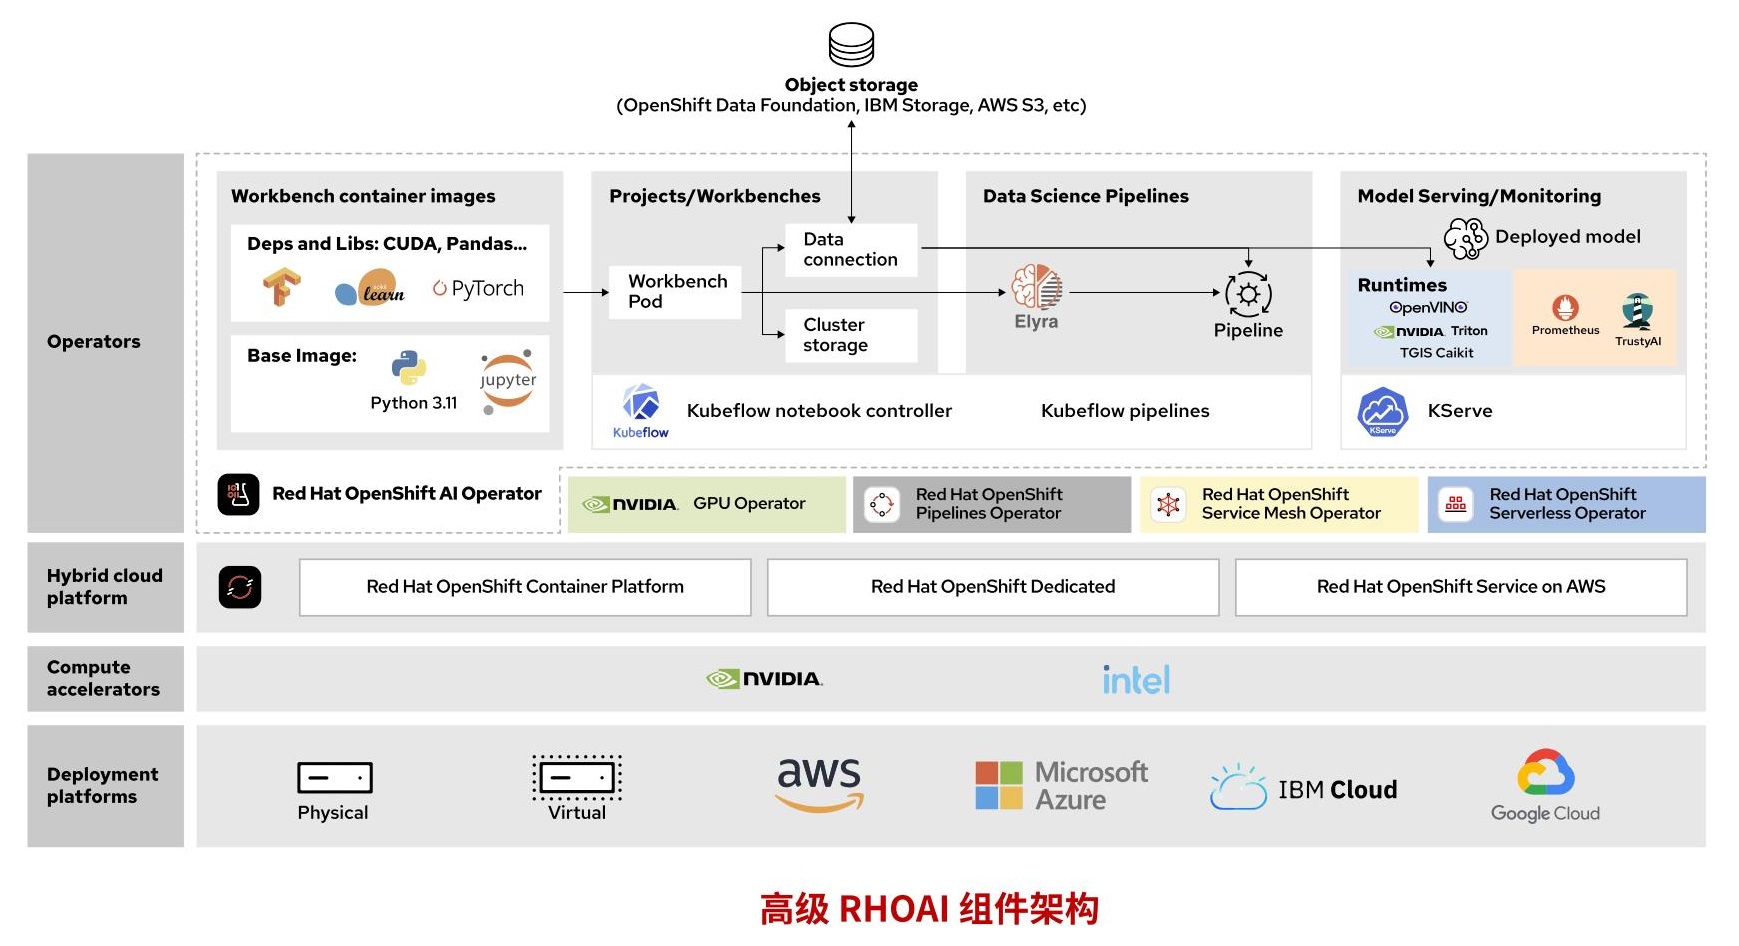 Object storage
(OpenShift Data Foundation, IBM Storage, AWS S3, etc)
Operators
Workbench container images
Deps and Libs: CUDA, Pandas...
scikit
learn
PyTorch
Base Image:
Python 3.11
jupyter
Projects/Workbenches
Workbench
Pod
Data
connection
Cluster
storage
Data Science Pipelines
Elyra
Pipeline
Kubeflow
Kubeflow notebook controller
Kubeflow pipelines
Model Serving/Monitoring
Deployed model
Runtimes
OpenVINO
NVIDIA. Triton
TGIS Caikit
Prometheus
TrustyAI
KServe
KServe
Red Hat OpenShift AI Operator
NVIDIA. GPU Operator
Red Hat OpenShift
Pipelines Operator
Red Hat OpenShift
Service Mesh Operator
Red Hat OpenShift
Serverless Operator
Hybrid cloud
platform
Red Hat OpenShift Container Platform
Red Hat OpenShift Dedicated
Red Hat OpenShift Service on AWS
Compute
accelerators
NVIDIA.
intel
Deployment
platforms
Physical
Virtual
aws
Microsoft
Azure
IBM Cloud
Google Cloud
高级 RHOAI 组件架构